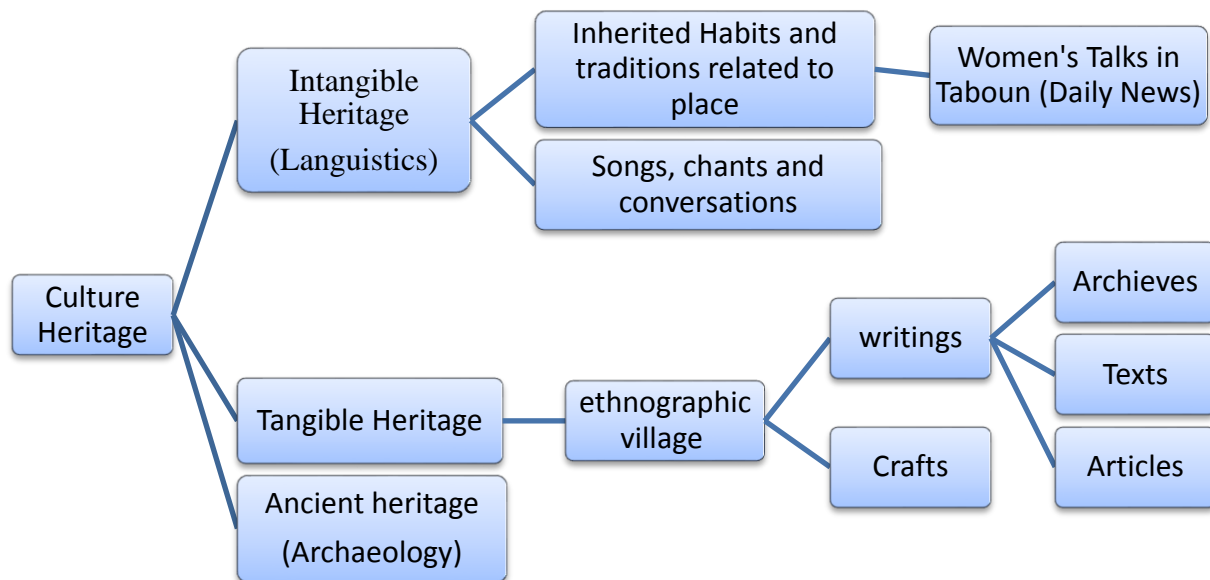 Intangible
Heritage
(Languistics)
Inherited Habits and
traditions related to
place
Women's Talks in
Taboun (Daily News)
Songs, chants and
conversations
Culture
Heritage
Tangible Heritage
ethnographic
village
writings
Archieves
Texts
Articles
Crafts
Ancient heritage
(Archaeology)